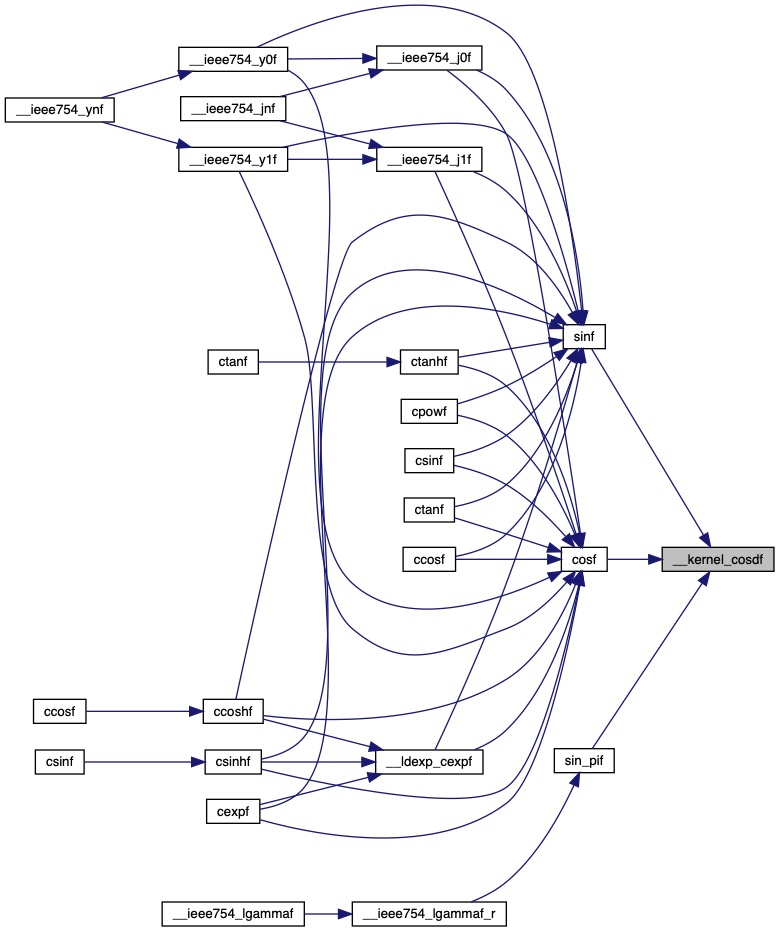 __ieee754_y0f
__ieee754_j0f
__ieee754_ynf
__ieee754_jnf
__ieee754_y1f
__ieee754_j1f
sinf
ctanf
ctanhf
cpowf
csinf
ctanf
ccosf
cosf
__kernel_cosdf
ccosf
ccoshf
csinf
csinhf
__ldexp_cexpf
sin_pif
cexpf
__ieee754_lgammaf
__ieee754_lgammaf_r